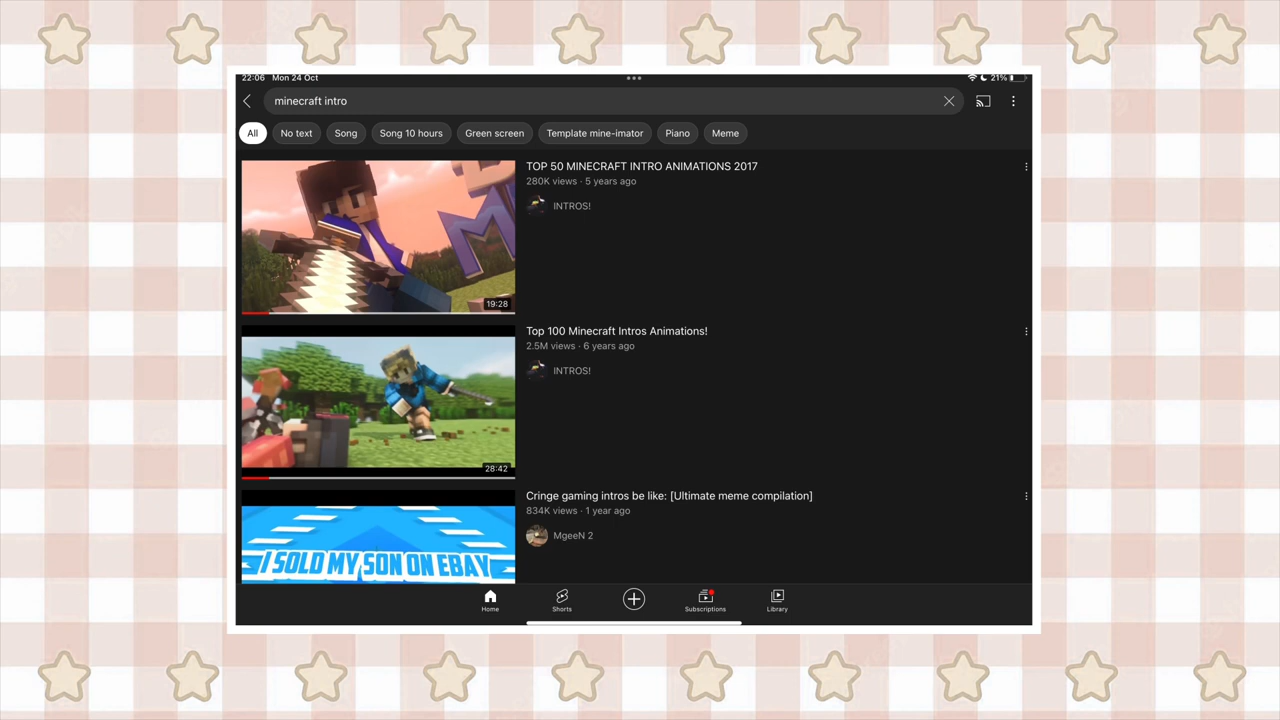 22:06 Mon 24 Oct
21%
minecraft intro
All No text Song Song 10 hours Green screen Template mine-imator Piano Meme
TOP 50 MINECRAFT INTRO ANIMATIONS 2017
280K views · 5 years ago
INTROS!
19:28
Top 100 Minecraft Intros Animations!
2.5M views · 6 years ago
INTROS!
28:42
Cringe gaming intros be like: [Ultimate meme compilation]
834K views · 1 year ago
MgeeN 2
I SOLD MY SON ON EBAY
Home Shorts Subscriptions Library